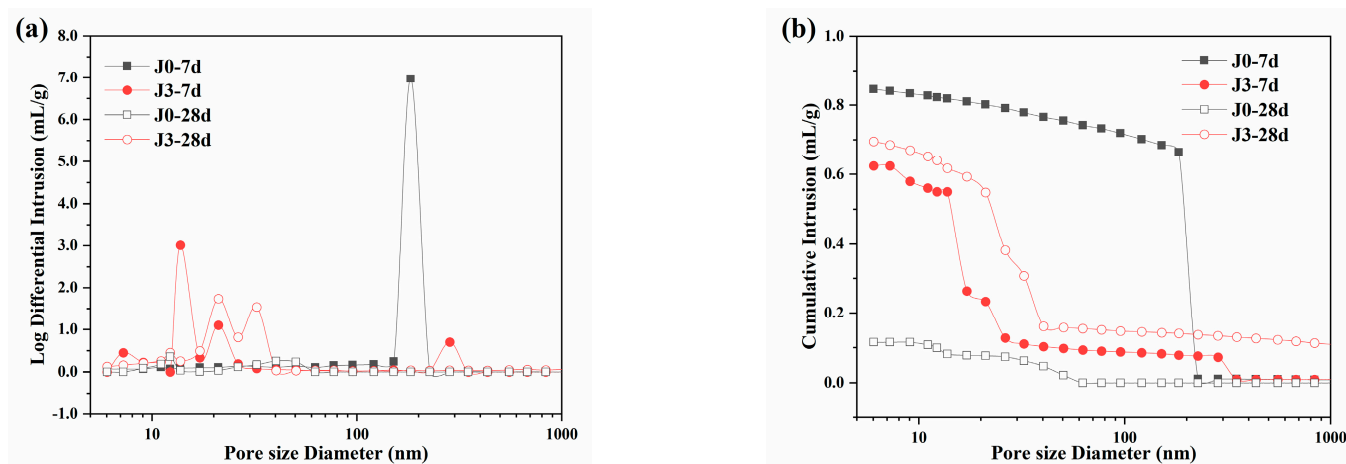 (a)
8.0
7.0
6.0
5.0
4.0
3.0
2.0
1.0
0.0
-1.0
Log Differential Intrusion (mL/g)
J0-7d
J3-7d
J0-28d
J3-28d
10
100
1000
Pore size Diameter (nm)
(b)
1.0
0.8
0.6
0.4
0.2
0.0
Cumulative Intrusion (mL/g)
J0-7d
J3-7d
J0-28d
J3-28d
10
100
1000
Pore size Diameter (nm)